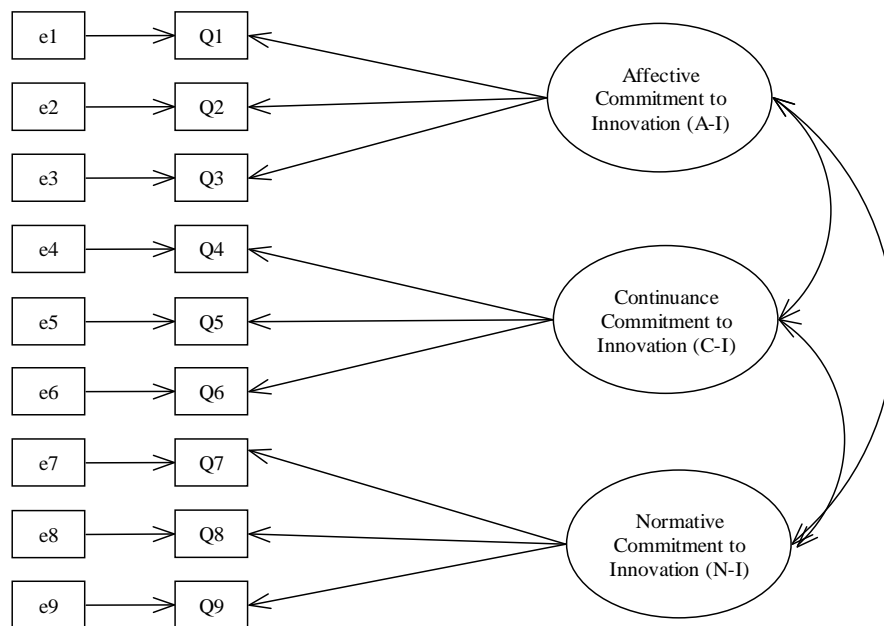 e1
Q1
e2
Q2
e3
Q3
Affective
Commitment to
Innovation (A-I)
e4
Q4
e5
Q5
e6
Q6
Continuance
Commitment to
Innovation (C-I)
e7
Q7
e8
Q8
e9
Q9
Normative
Commitment to
Innovation (N-I)